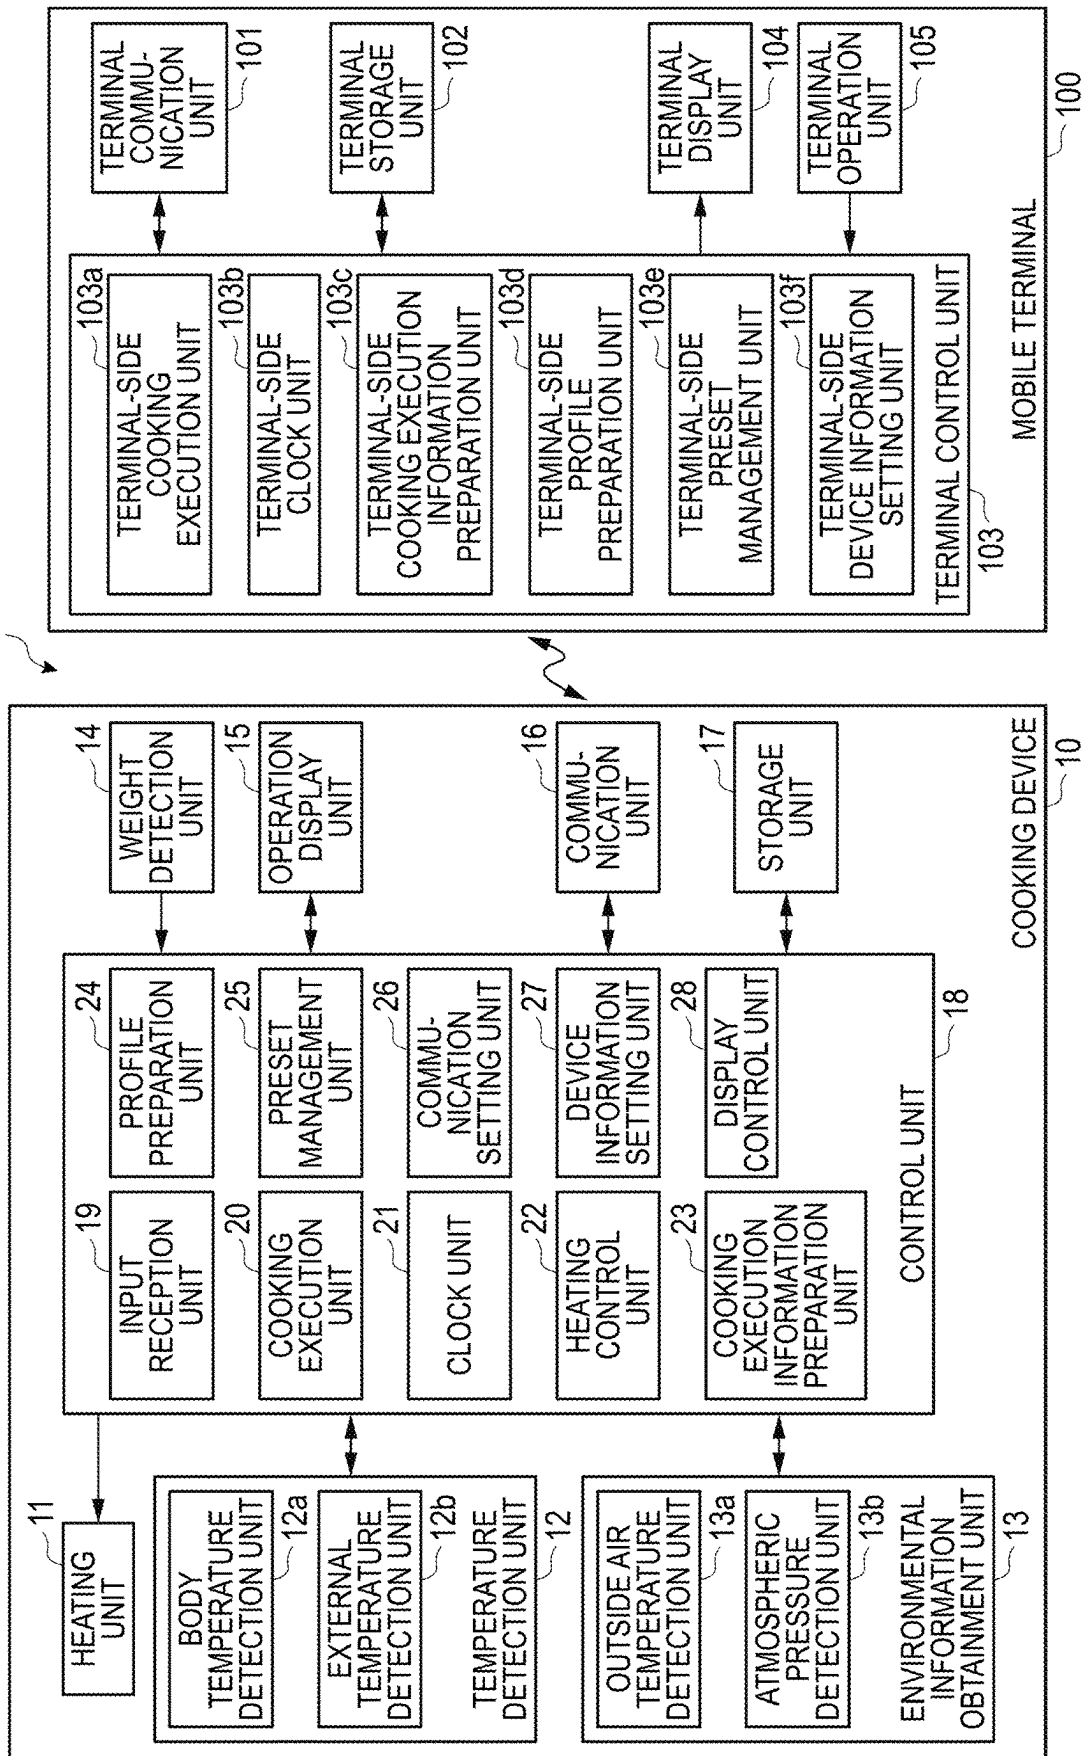 11
HEATING
UNIT
BODY
TEMPERATURE
DETECTION UNIT
12a
EXTERNAL
TEMPERATURE
DETECTION UNIT
12b
TEMPERATURE
DETECTION UNIT
12
OUTSIDE AIR
TEMPERATURE
DETECTION UNIT
13a
ATMOSPHERIC
PRESSURE
DETECTION UNIT
13b
ENVIRONMENTAL
INFORMATION
OBTAINMENT UNIT
13
19
INPUT
RECEPTION
UNIT
20
COOKING
EXECUTION
UNIT
21
CLOCK UNIT
22
HEATING
CONTROL
UNIT
23
COOKING
EXECUTION
INFORMATION
PREPARATION
UNIT
24
PROFILE
PREPARATION
UNIT
25
PRESET
MANAGEMENT
UNIT
26
COMMU-
NICATION
SETTING UNIT
27
DEVICE
INFORMATION
SETTING UNIT
28
DISPLAY
CONTROL UNIT
CONTROL UNIT
18
14
WEIGHT
DETECTION
UNIT
15
OPERATION
DISPLAY
UNIT
16
COMMU-
NICATION
UNIT
17
STORAGE
UNIT
COOKING DEVICE
10
103a
TERMINAL-SIDE
COOKING
EXECUTION UNIT
103b
TERMINAL-SIDE
CLOCK UNIT
103c
TERMINAL-SIDE
COOKING EXECUTION
INFORMATION
PREPARATION UNIT
103d
TERMINAL-SIDE
PROFILE
PREPARATION UNIT
103e
TERMINAL-SIDE
PRESET
MANAGEMENT UNIT
103f
TERMINAL-SIDE
DEVICE INFORMATION
SETTING UNIT
TERMINAL CONTROL UNIT
103
TERMINAL
COMMU-
NICATION
UNIT
101
TERMINAL
STORAGE
UNIT
102
TERMINAL
DISPLAY
UNIT
104
TERMINAL
OPERATION
UNIT
105
MOBILE TERMINAL
100